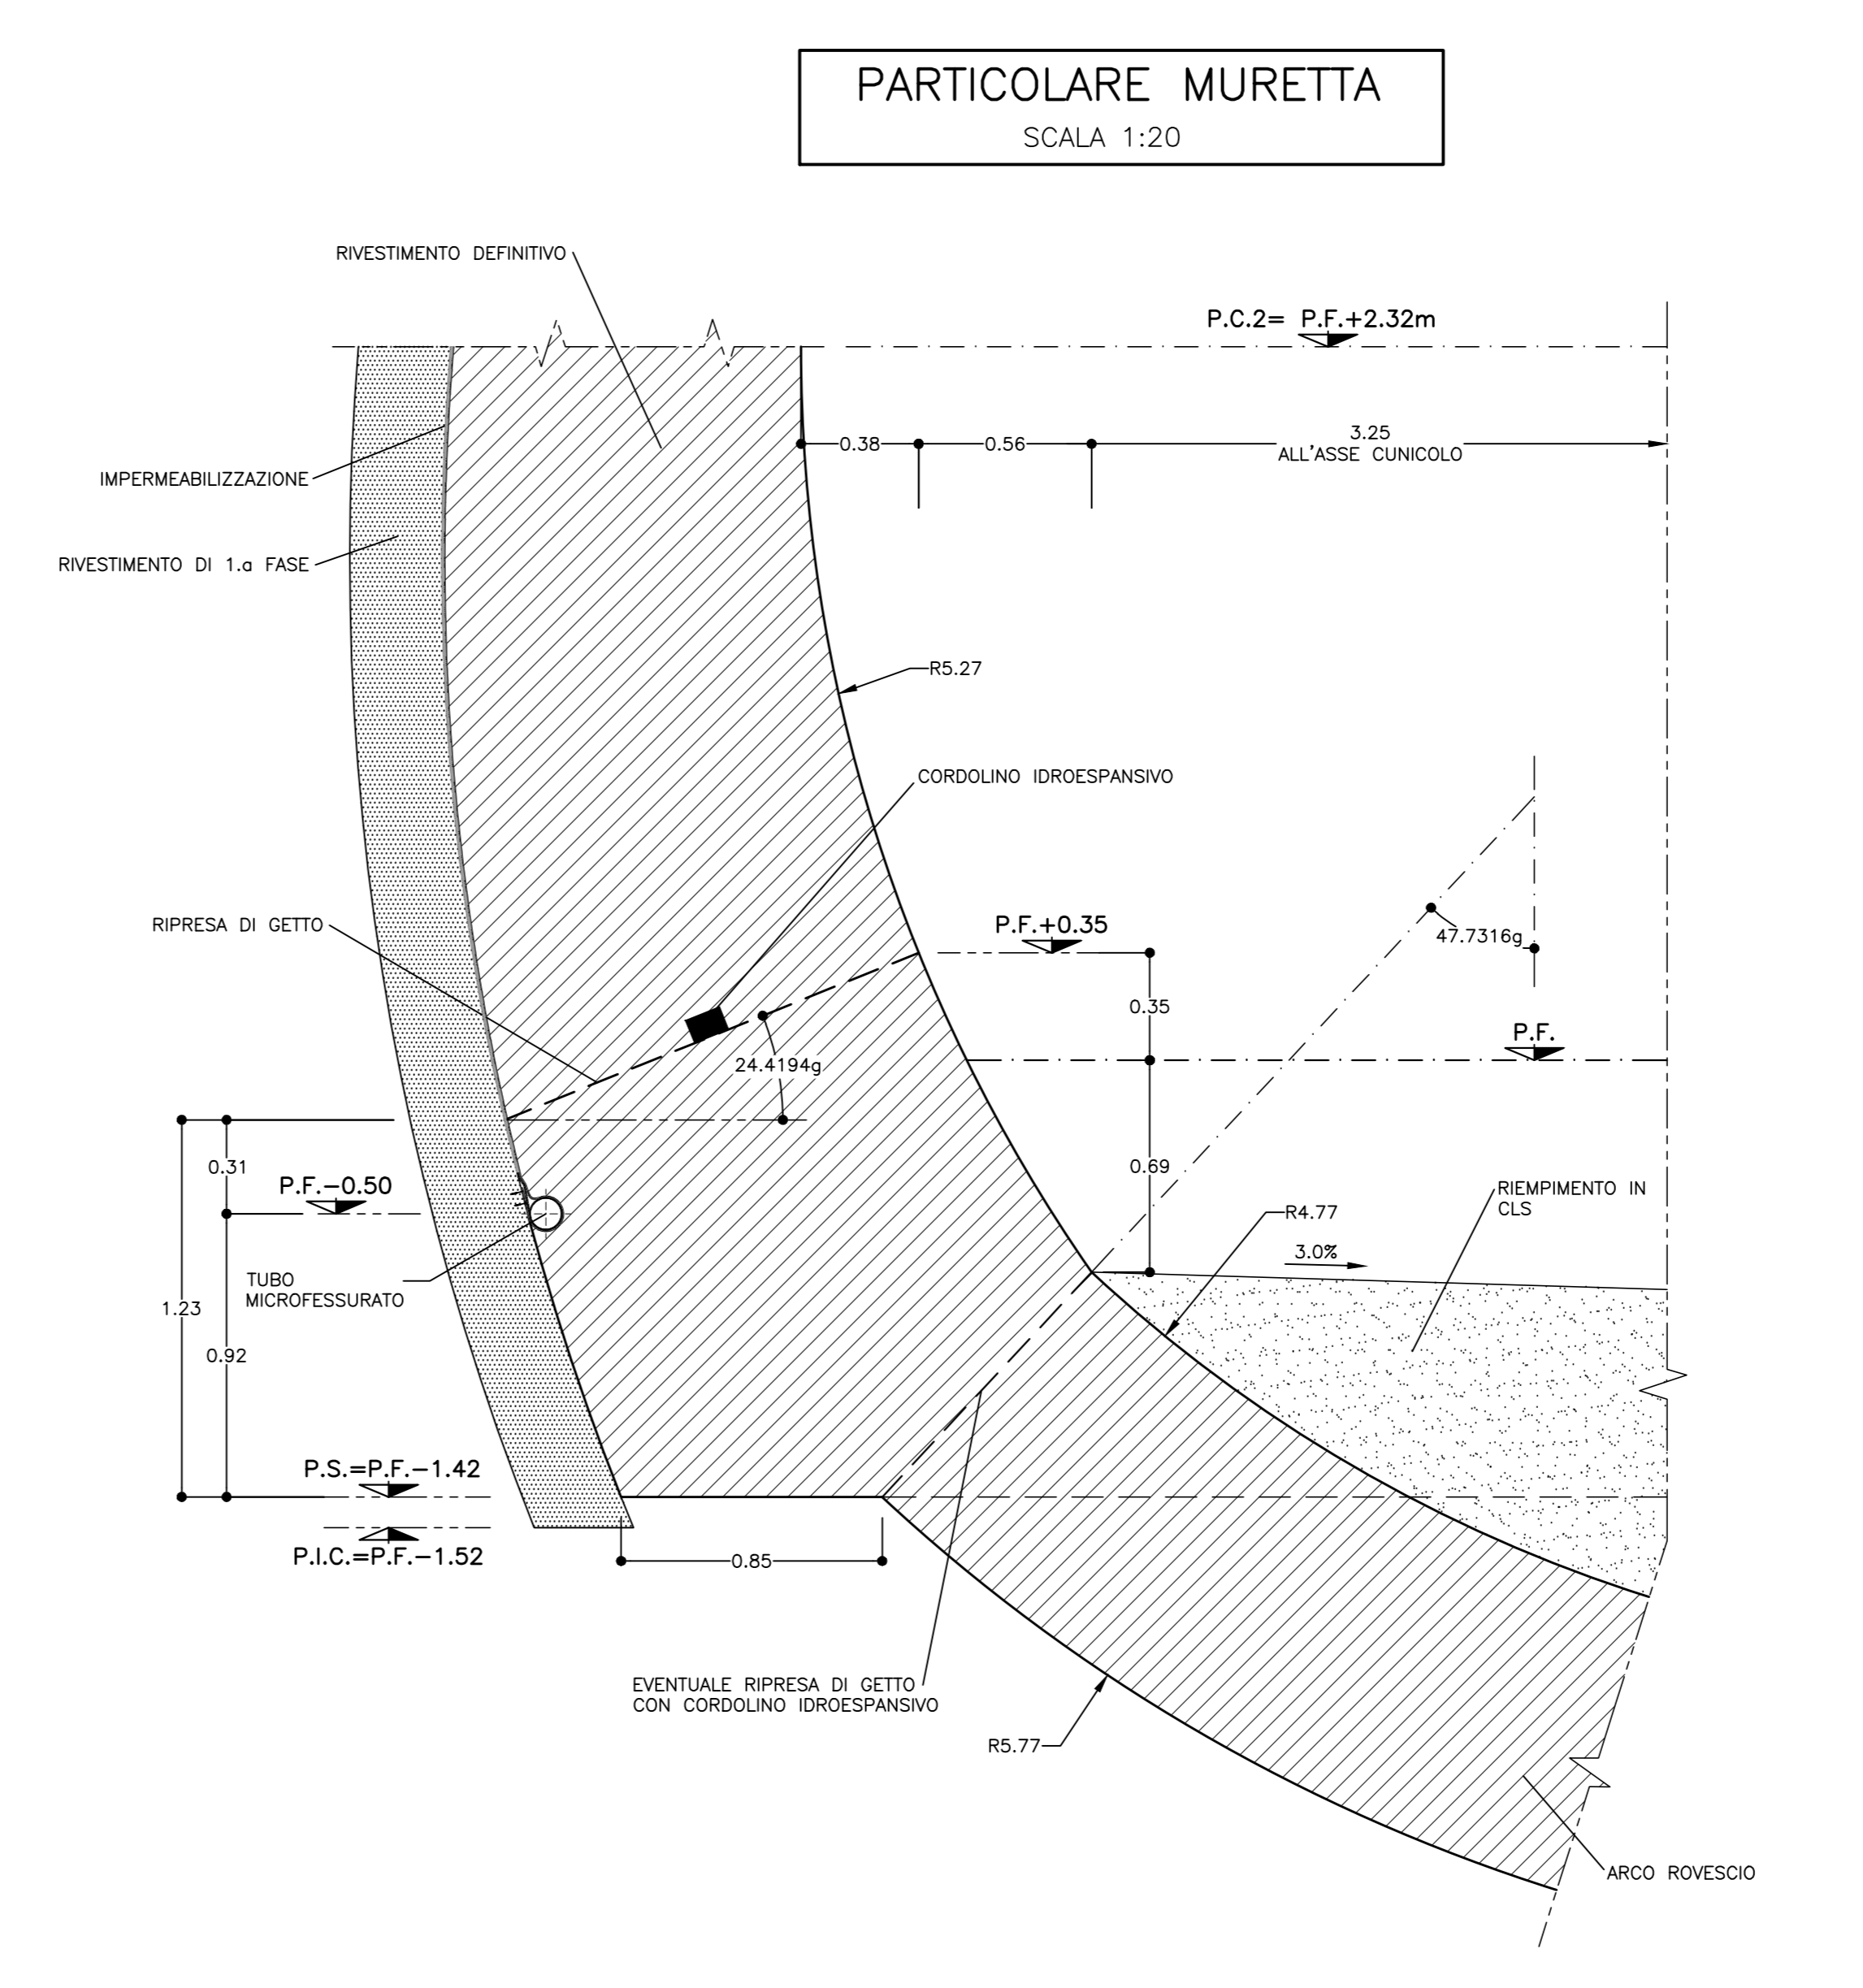 PARTICOLARE MURETTA
SCALA 1:20
RIVESTIMENTO DEFINITIVO
P.C.2= P.F.+2.32m
0.38
0.56
3.25
ALL'ASSE CUNICOLO
IMPERMEABILIZZAZIONE
RIVESTIMENTO DI 1.a FASE
R5.27
CORDOLINO IDROESPANSIVO
RIPRESA DI GETTO
P.F.+0.35
47.7316g
0.35
P.F.
24.4194g
0.31
0.69
P.F.-0.50
RIEMPIMENTO IN
CLS
R4.77
3.0%
TUBO
MICROFESSURATO
1.23
0.92
P.S.=P.F.-1.42
P.I.C.=P.F.-1.52
0.85
EVENTUALE RIPRESA DI GETTO
CON CORDOLINO IDROESPANSIVO
R5.77
ARCO ROVESCIO